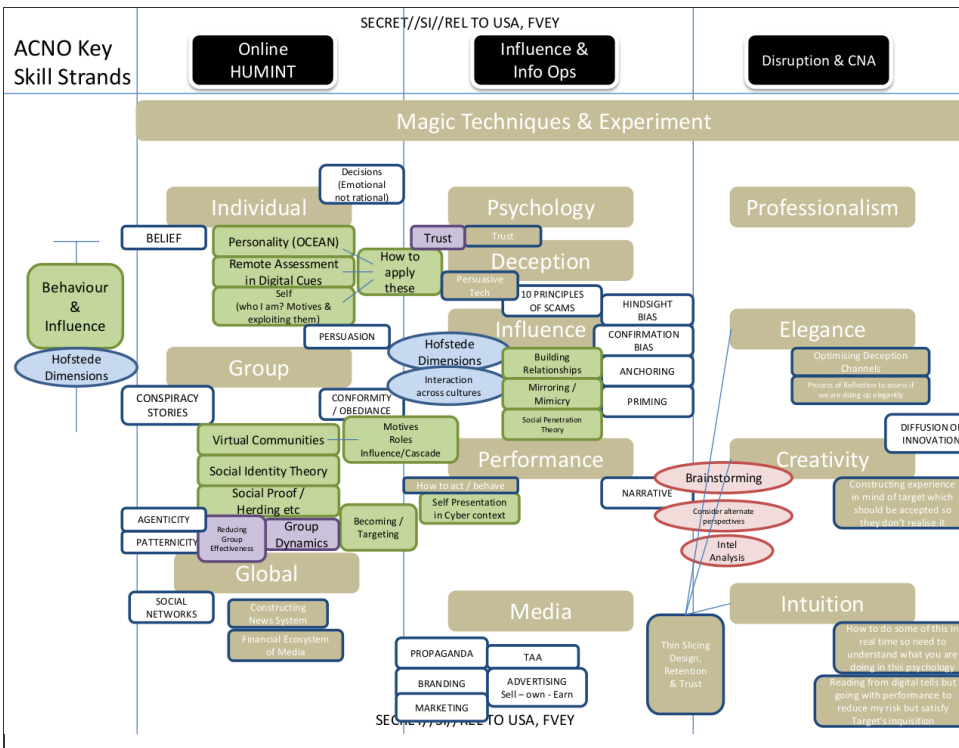 SECRET//SI//REL TO USA, FVEY
ACNO Key
Skill Strands
Online
HUMINT
Influence &
Info Ops
Disruption & CNA
Magic Techniques & Experiment
Decisions
(Emotional
not rational)
Individual
Psychology
Professionalism
BELIEF
Personality (OCEAN)
Trust
Trust
Remote Assessment
in Digital Cues
How to
apply
these
Deception
Self
(who I am? Motives &
exploiting them)
Persuasive
Tech
10 PRINCIPLES
OF SCAMS
HINDSIGHT
BIAS
Behaviour
&
Influence
Hofstede
Dimensions
PERSUASION
Influence
CONFIRMATION
BIAS
Elegance
Hofstede
Dimensions
Building
Relationships
ANCHORING
Optimising Deception
Channels
Group
Interaction
across cultures
Mirroring /
Mimicry
PRIMING
Process of Reflection to assess if
we are doing op elegantly
CONSPIRACY
STORIES
CONFORMITY
/ OBEDIANCE
Social Penetration
Theory
DIFFUSION OF
INNOVATION
Virtual Communities
Motives
Roles
Influence/Cascade
Social Identity Theory
Performance
Creativity
Brainstorming
Social Proof /
Herding etc
How to act / behave
Self Presentation
in Cyber context
NARRATIVE
Consider alternate
perspectives
Constructing experience
in mind of target which
should be accepted so
they don't realise it
AGENTICITY
PATTERNICITY
Reducing
Group
Effectiveness
Group
Dynamics
Becoming /
Targeting
Intel
Analysis
Global
SOCIAL
NETWORKS
Constructing
News System
Financial Ecosystem
of Media
Media
Intuition
PROPAGANDA
TAA
BRANDING
ADVERTISING
Sell – own - Earn
MARKETING
Thin Slicing
Design,
Retention
& Trust
How to do some of this in
real time so need to
understand what you are
doing in this psychology
Reading from digital tells but
going with performance to
reduce my risk but satisfy
Target's inquisition
SECRET//SI//REL TO USA, FVEY